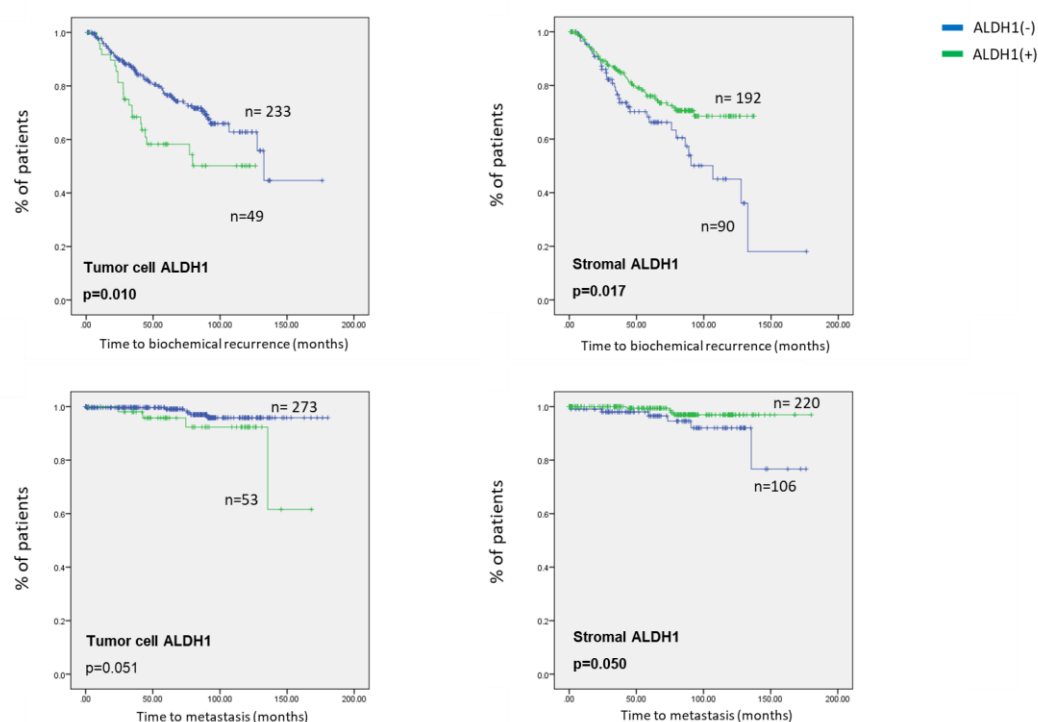 ALDH1(-)
ALDH1(+)
% of patients
1.0
0.8
0.6
0.4
0.2
0.0
n= 233
n=49
Tumor cell ALDH1
p=0.010
.00 50.00 100.00 150.00 200.00
Time to biochemical recurrence (months)
% of patients
1.0
0.8
0.6
0.4
0.2
0.0
n= 192
n=90
Stromal ALDH1
p=0.017
.00 50.00 100.00 150.00 200.00
Time to biochemical recurrence (months)
% of patients
1.0
0.8
0.6
0.4
0.2
0.0
n= 273
n=53
Tumor cell ALDH1
p=0.051
.00 50.00 100.00 150.00 200.00
Time to metastasis (months)
% of patients
1.0
0.8
0.6
0.4
0.2
0.0
n= 220
n=106
Stromal ALDH1
p=0.050
.00 50.00 100.00 150.00 200.00
Time to metastasis (months)